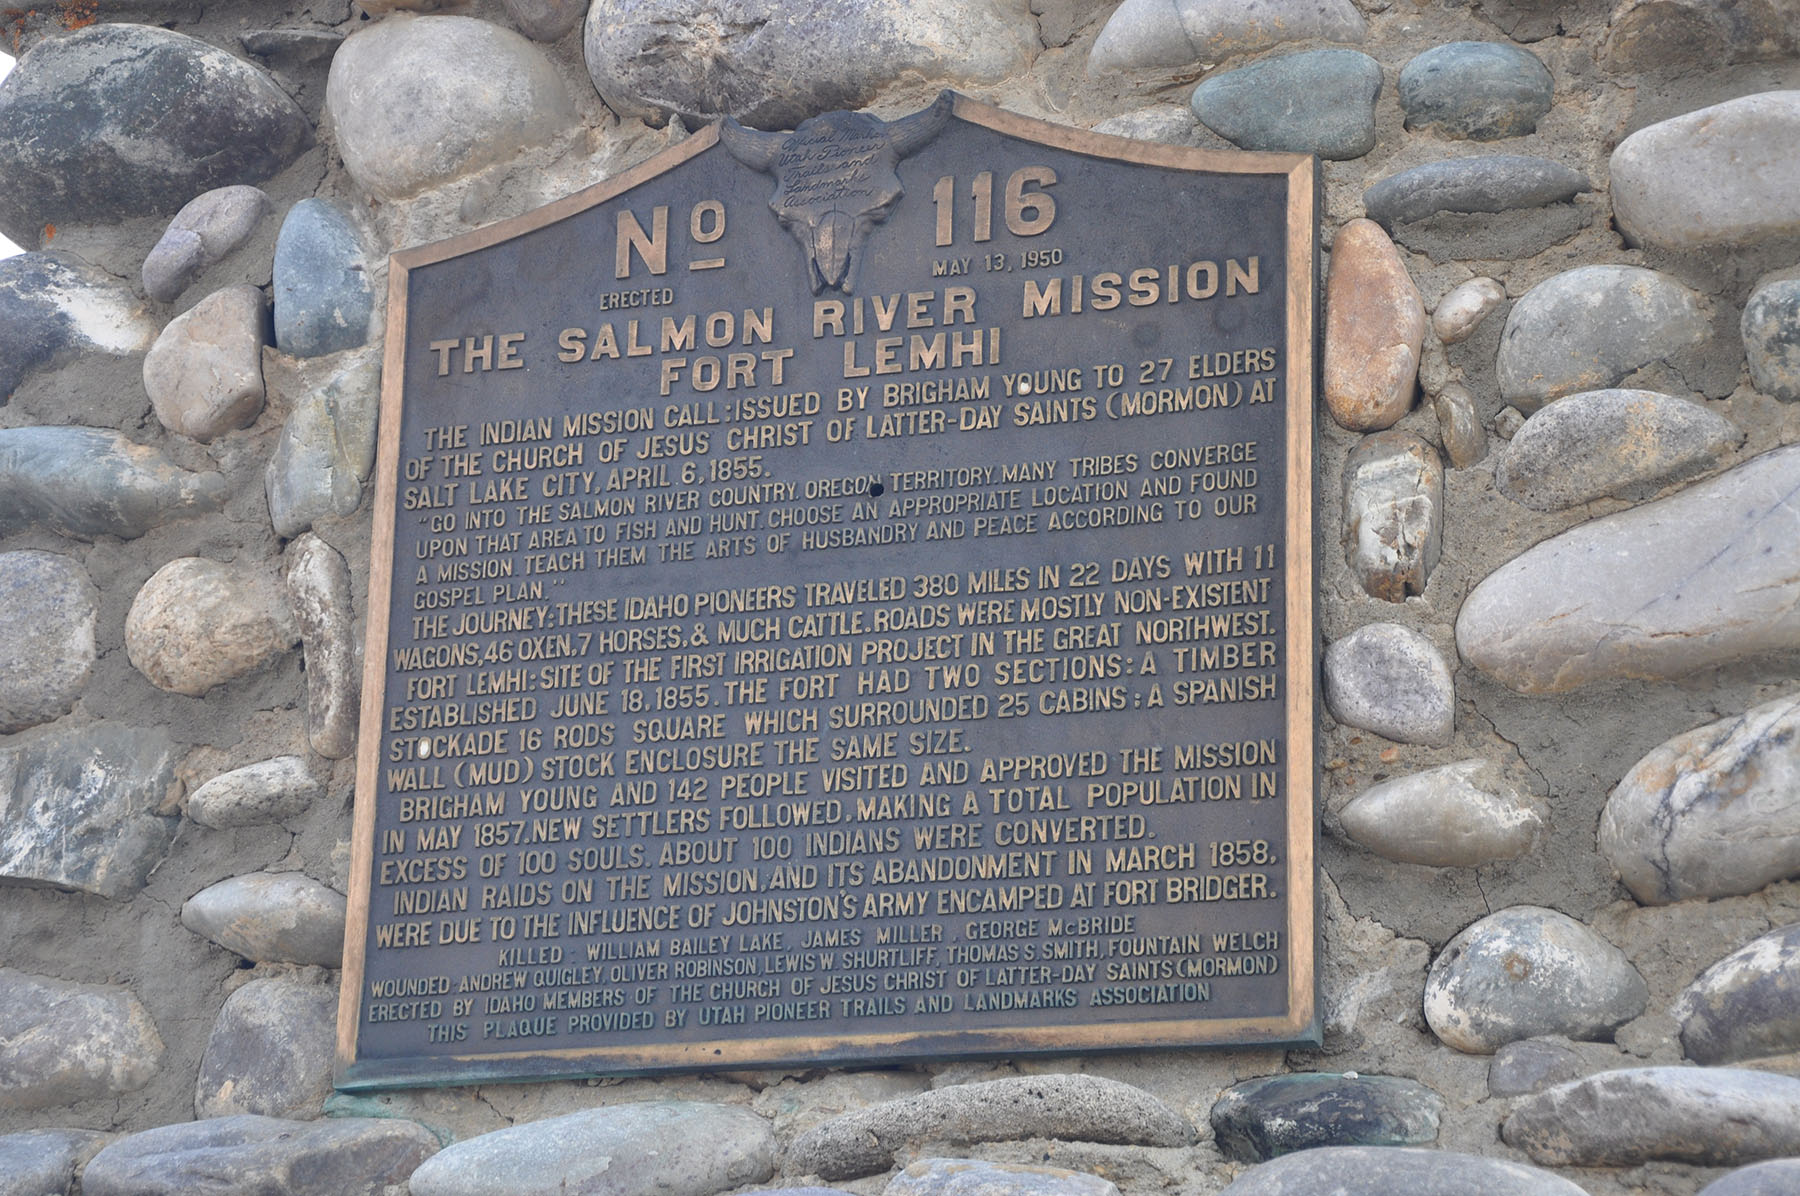 Official Marker
Utah Pioneer
Trails and
Landmarks
Association
No 116
ERECTED MAY 13, 1950
THE SALMON RIVER MISSION
FORT LEMHI
THE INDIAN MISSION CALL: ISSUED BY BRIGHAM YOUNG TO 27 ELDERS
OF THE CHURCH OF JESUS CHRIST OF LATTER-DAY SAINTS (MORMON) AT
SALT LAKE CITY, APRIL 6, 1855.
"GO INTO THE SALMON RIVER COUNTRY. OREGON TERRITORY. MANY TRIBES CONVERGE
UPON THAT AREA TO FISH AND HUNT. CHOOSE AN APPROPRIATE LOCATION AND FOUND
A MISSION. TEACH THEM THE ARTS OF HUSBANDRY AND PEACE ACCORDING TO OUR
GOSPEL PLAN."
THE JOURNEY: THESE IDAHO PIONEERS TRAVELED 380 MILES IN 22 DAYS WITH 11
WAGONS, 46 OXEN, 7 HORSES, & MUCH CATTLE. ROADS WERE MOSTLY NON-EXISTENT
FORT LEMHI: SITE OF THE FIRST IRRIGATION PROJECT IN THE GREAT NORTHWEST.
ESTABLISHED JUNE 18, 1855. THE FORT HAD TWO SECTIONS: A TIMBER
STOCKADE 16 RODS SQUARE WHICH SURROUNDED 25 CABINS; A SPANISH
WALL (MUD) STOCK ENCLOSURE THE SAME SIZE.
BRIGHAM YOUNG AND 142 PEOPLE VISITED AND APPROVED THE MISSION
IN MAY 1857. NEW SETTLERS FOLLOWED, MAKING A TOTAL POPULATION IN
EXCESS OF 100 SOULS. ABOUT 100 INDIANS WERE CONVERTED.
INDIAN RAIDS ON THE MISSION, AND ITS ABANDONMENT IN MARCH 1858,
WERE DUE TO THE INFLUENCE OF JOHNSTON'S ARMY ENCAMPED AT FORT BRIDGER.
KILLED: WILLIAM BAILEY LAKE, JAMES MILLER, GEORGE McBRIDE
WOUNDED: ANDREW QUIGLEY, OLIVER ROBINSON, LEWIS W. SHURTLIFF, THOMAS S. SMITH, FOUNTAIN WELCH
ERECTED BY IDAHO MEMBERS OF THE CHURCH OF JESUS CHRIST OF LATTER-DAY SAINTS (MORMON)
THIS PLAQUE PROVIDED BY UTAH PIONEER TRAILS AND LANDMARKS ASSOCIATION